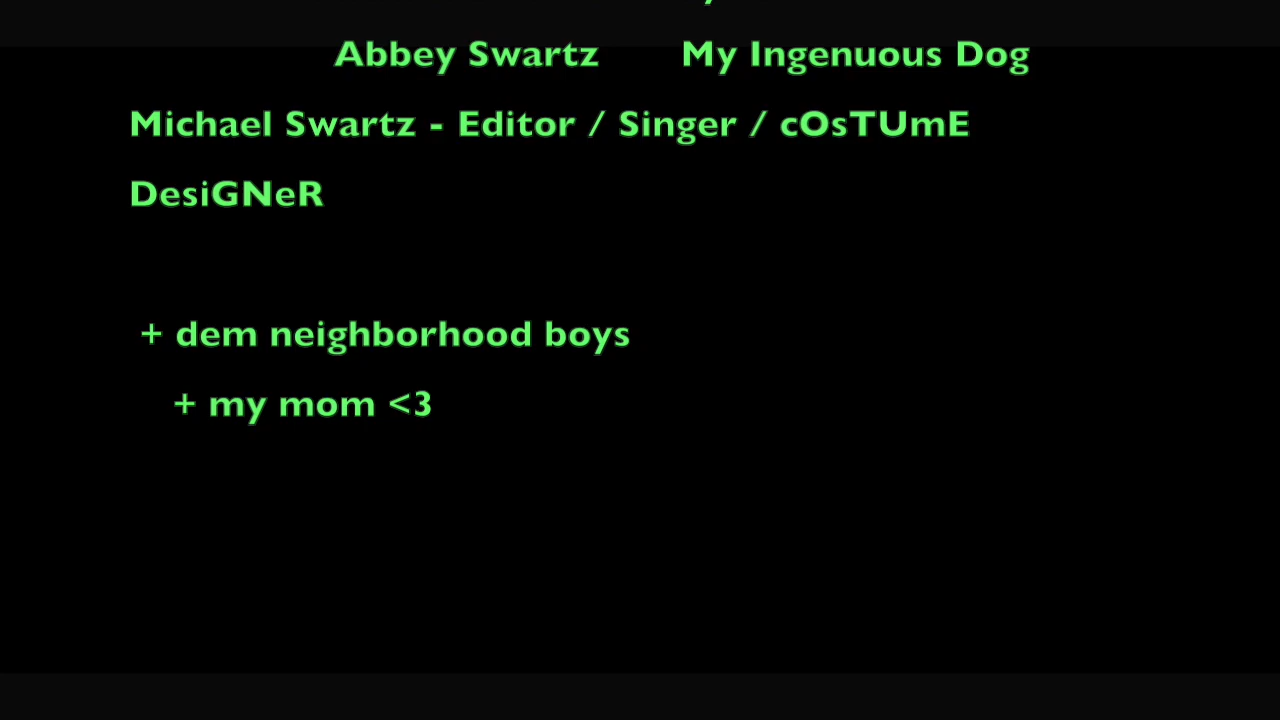 Abbey Swartz My Ingenuous Dog
Michael Swartz - Editor / Singer / cOsTUmE
DesiGNeR
+ dem neighborhood boys
+ my mom <3